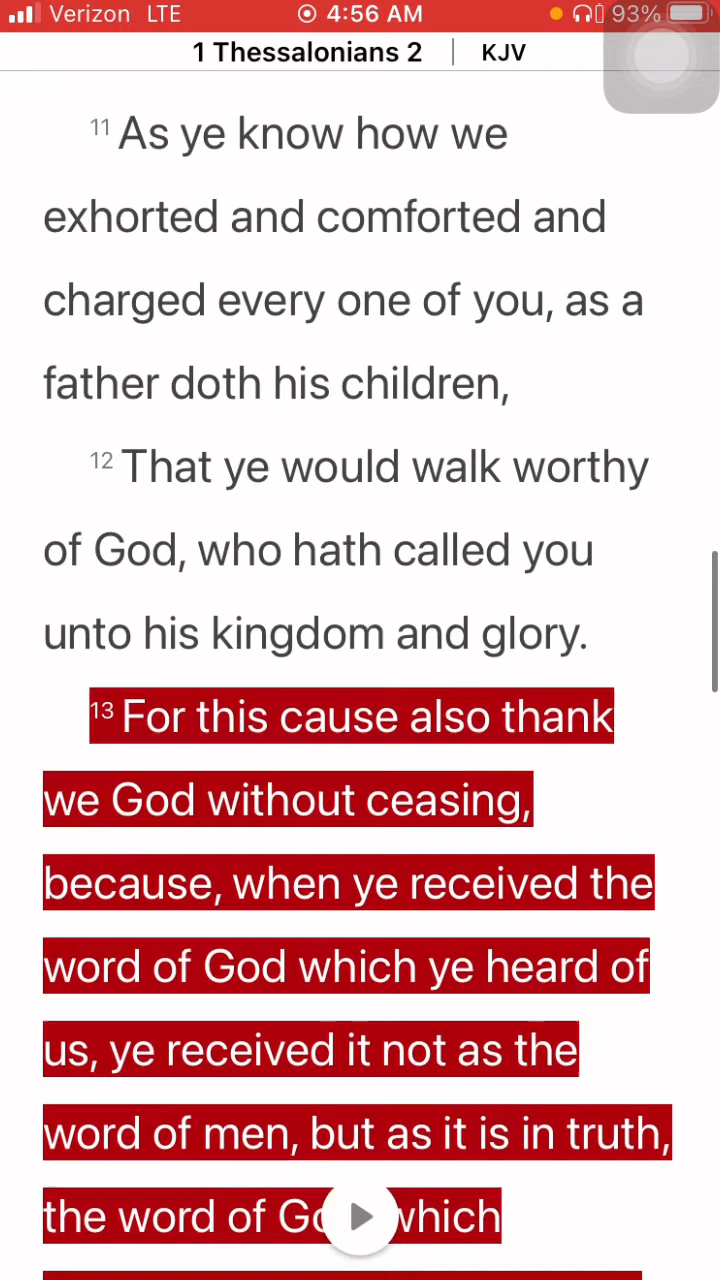 Verizon LTE 4:56 AM 93%
1 Thessalonians 2 | KJV
11 As ye know how we
exhorted and comforted and
charged every one of you, as a
father doth his children,
12 That ye would walk worthy
of God, who hath called you
unto his kingdom and glory.
13 For this cause also thank
we God without ceasing,
because, when ye received the
word of God which ye heard of
us, ye received it not as the
word of men, but as it is in truth,
the word of which